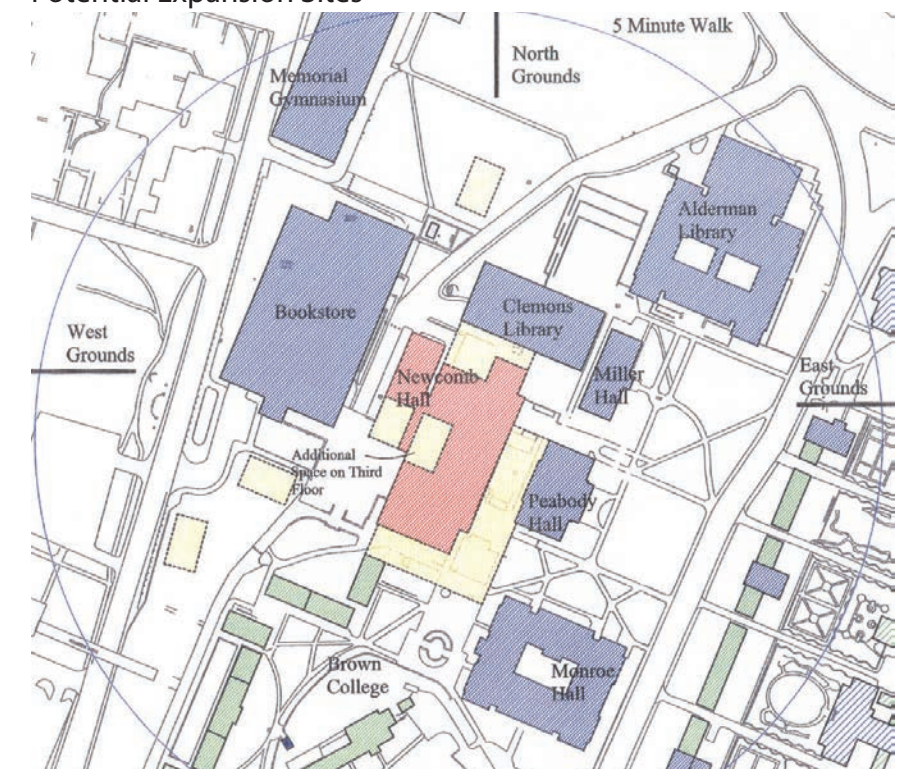 Potential Expansion Sites
5 Minute Walk
North
Grounds
Memorial
Gymnasium
Alderman
Library
Bookstore
Clemons
Library
West
Grounds
East
Grounds
Miller
Hall
Newcomb
Hall
Additional
Space on Third
Floor
Peabody
Hall
Brown
College
Monroe
Hall